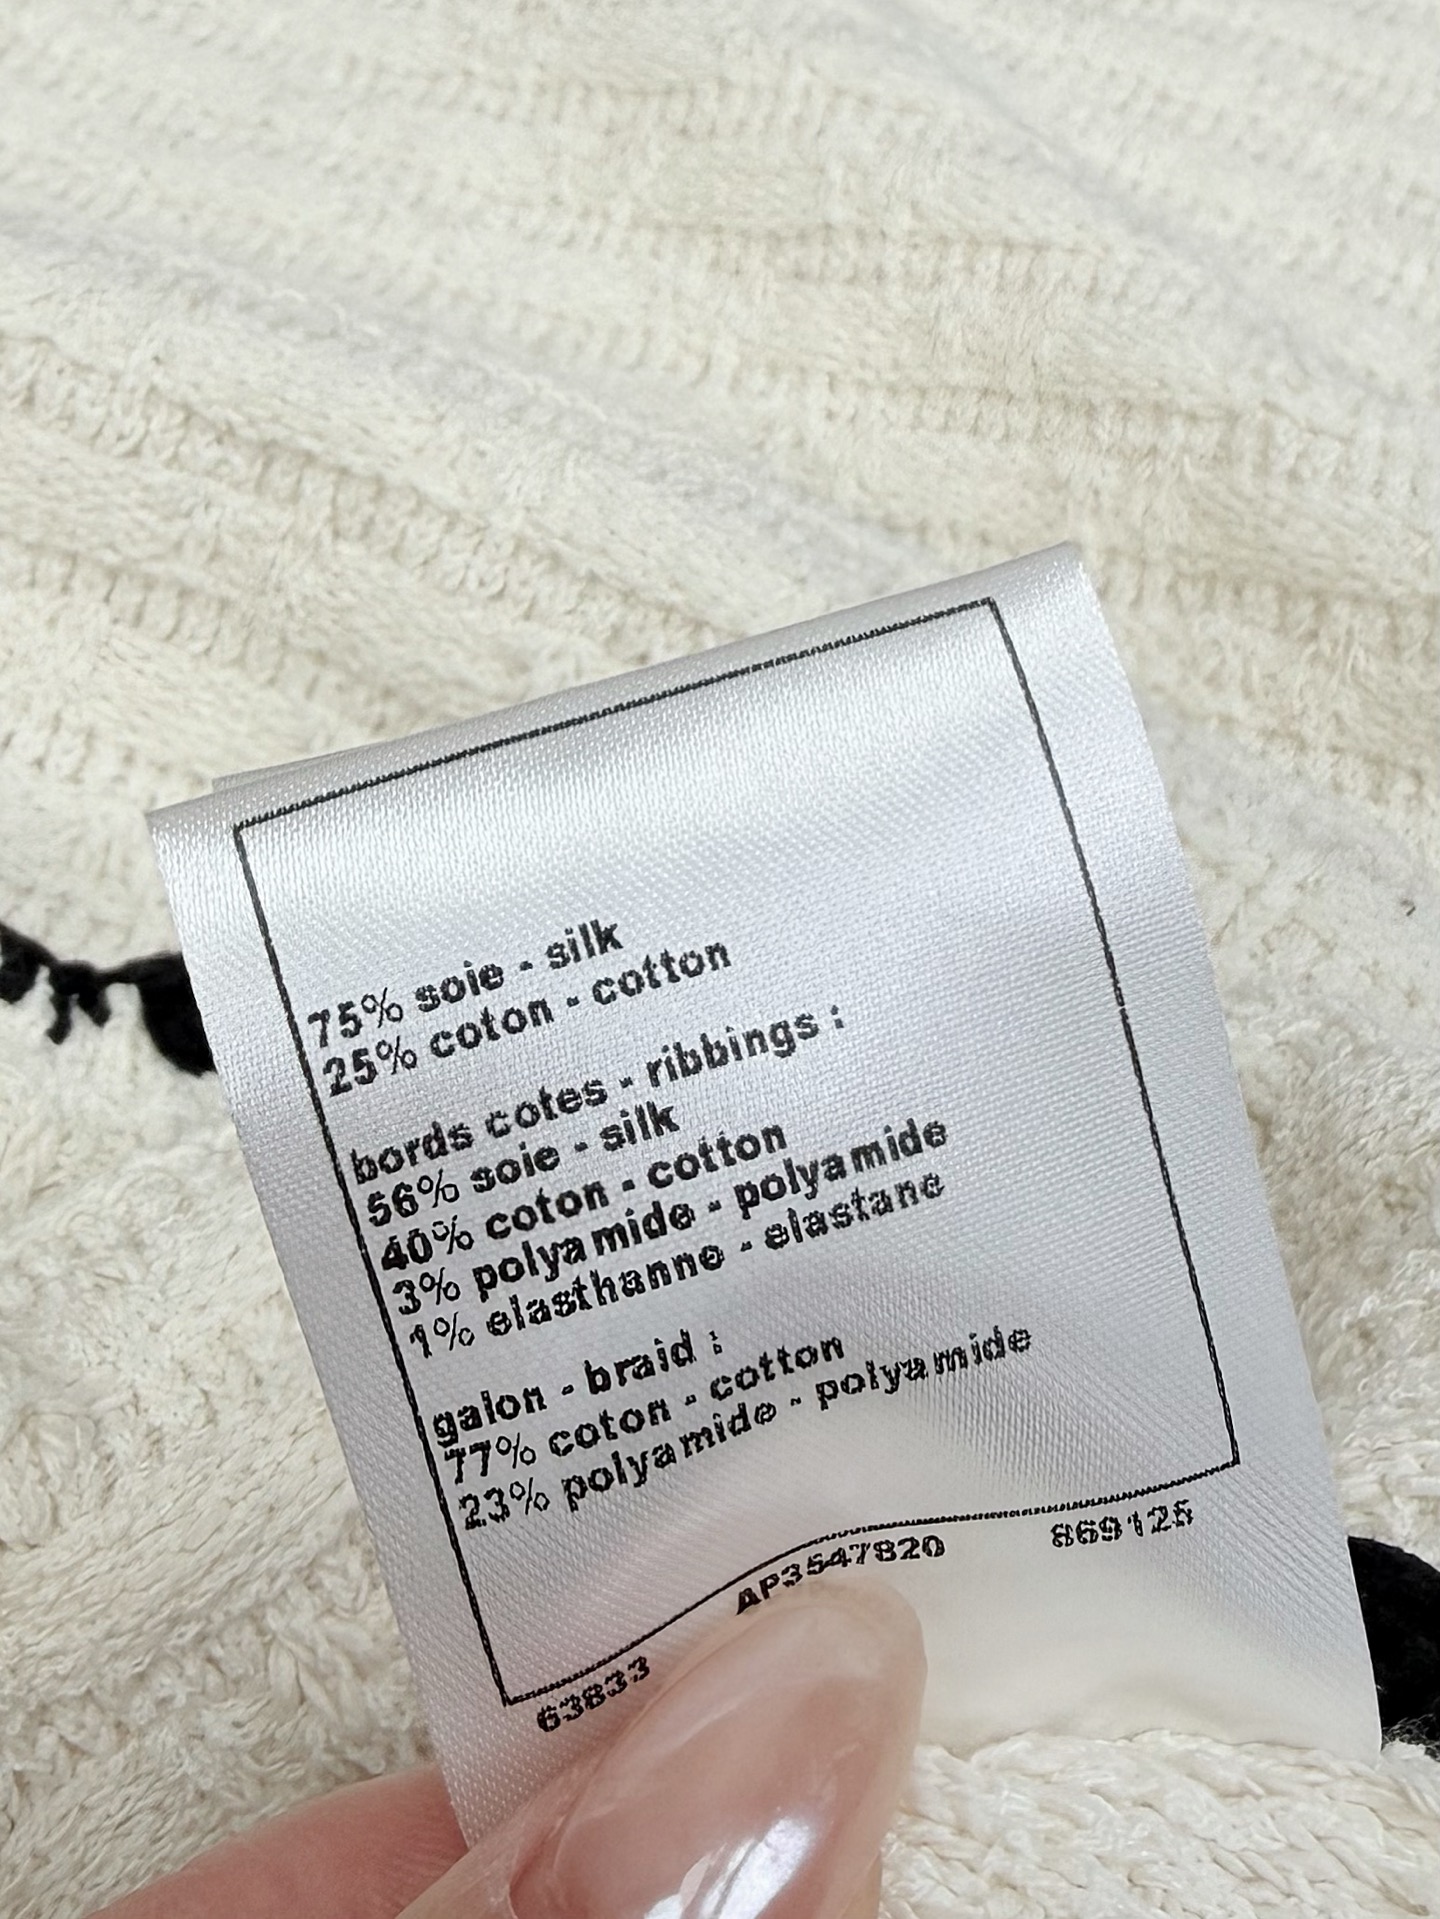 75% soie - silk
25% coton - cotton
bords cotes - ribbings :
56% soie - silk
40% coton - cotton
3% polyamide - polyamide
1% elasthanne - elastane
galon - braid :
77% coton - cotton
23% polyamide - polyamide
63833 AP3547820 869125